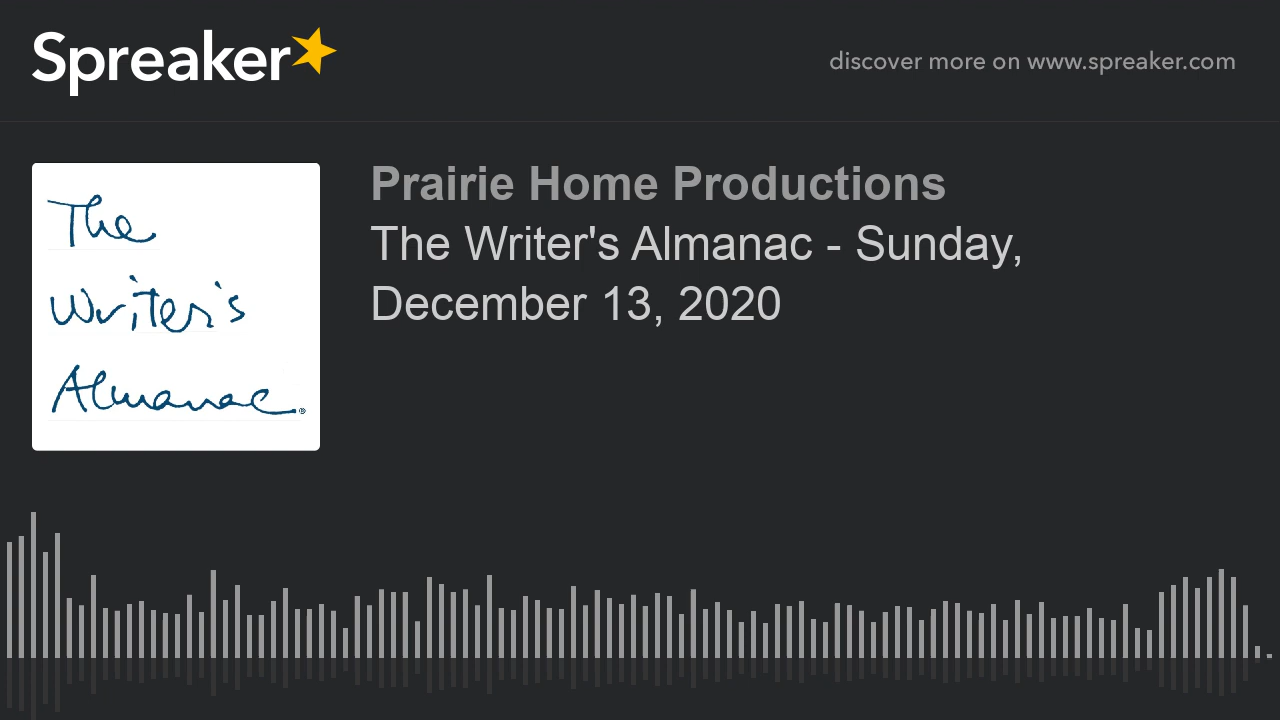 Spreaker
discover more on www.spreaker.com
The
Writer's
Almanac®
Prairie Home Productions
The Writer's Almanac - Sunday,
December 13, 2020